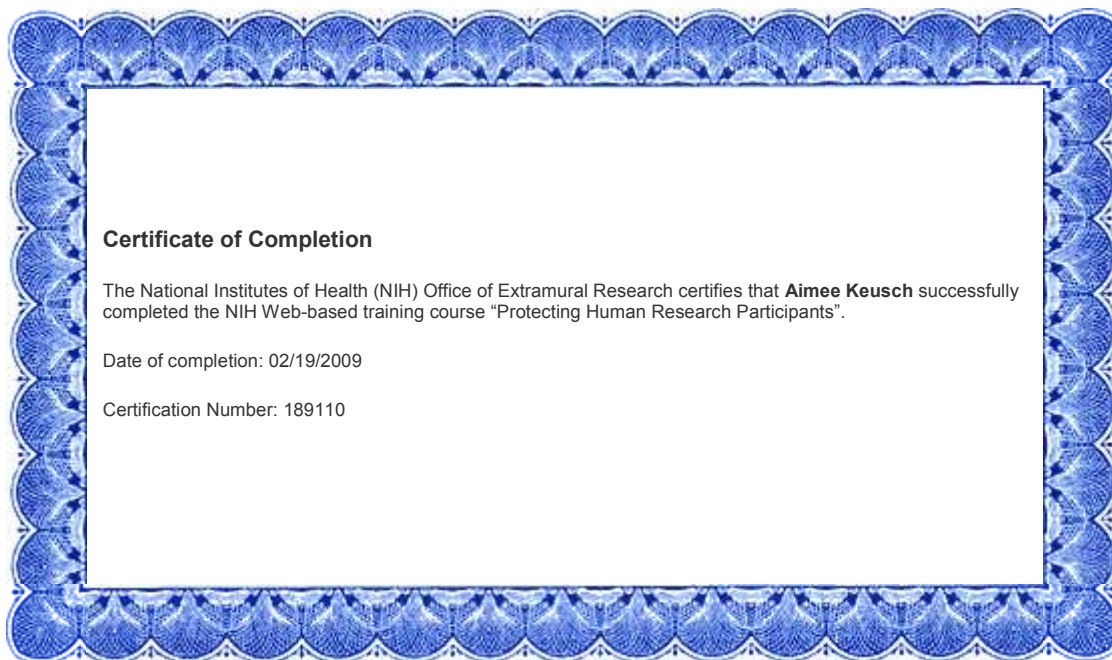 Certificate of Completion
The National Institutes of Health (NIH) Office of Extramural Research certifies that Aimee Keusch successfully
completed the NIH Web-based training course “Protecting Human Research Participants”.
Date of completion: 02/19/2009
Certification Number: 189110